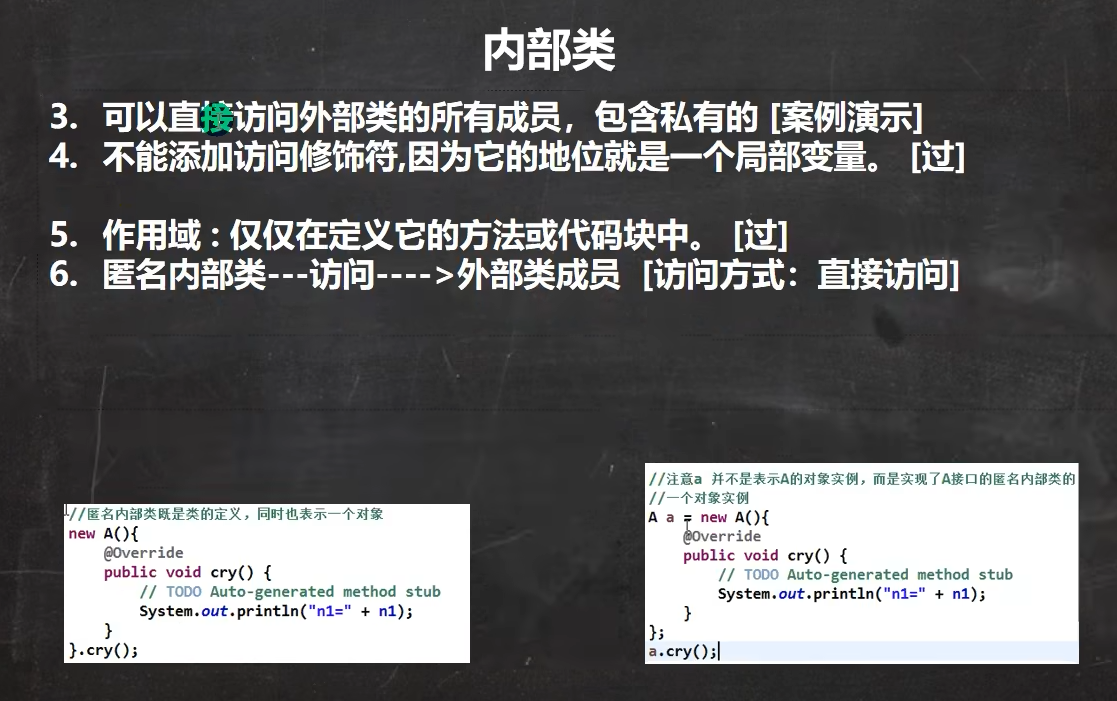 内部类
3. 可以直接访问外部类的所有成员，包含私有的 [案例演示]
4. 不能添加访问修饰符,因为它的地位就是一个局部变量。 [过]
5. 作用域 : 仅仅在定义它的方法或代码块中。 [过]
6. 匿名内部类---访问---->外部类成员 [访问方式：直接访问]
//匿名内部类既是类的定义，同时也表示一个对象
new A(){
@Override
public void cry() {
// TODO Auto-generated method stub
System.out.println("n1=" + n1);
}
}.cry();
//注意a 并不是表示A的对象实例，而是实现了A接口的匿名内部类的
//一个对象实例
A a = new A(){
@Override
public void cry() {
// TODO Auto-generated method stub
System.out.println("n1=" + n1);
}
};
a.cry();